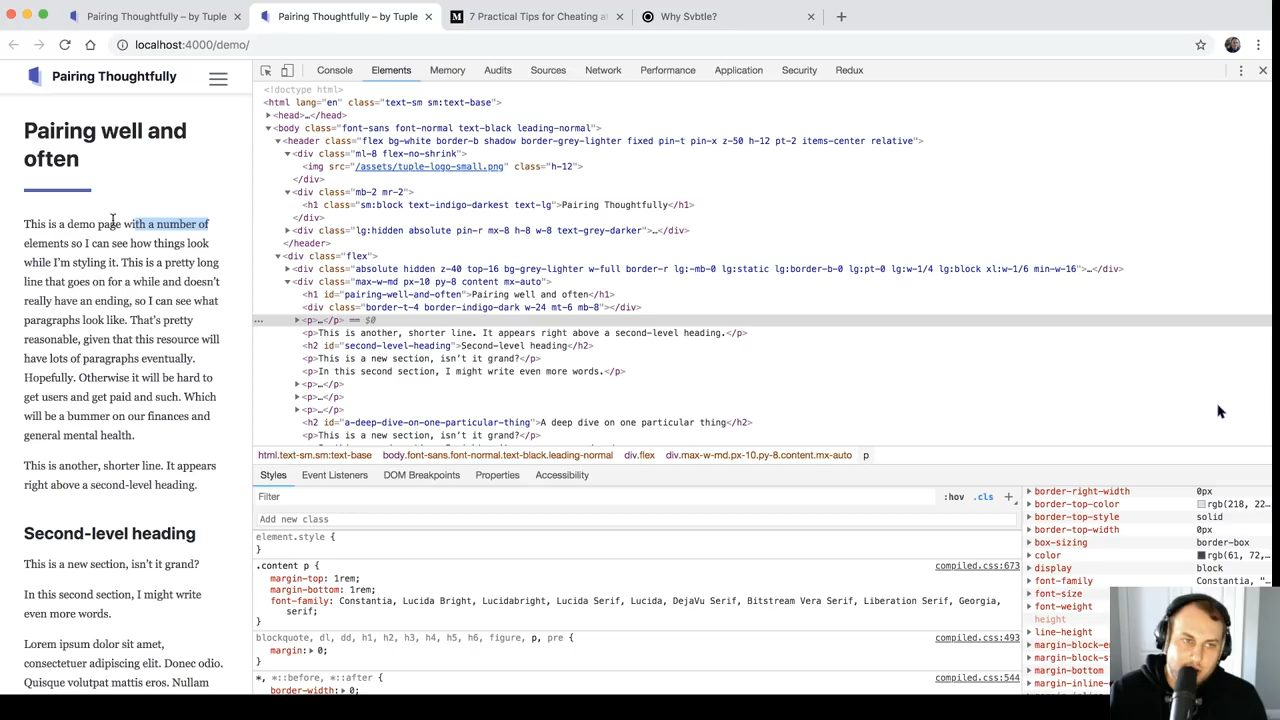 Pairing Thoughtfully – by Tuple
Pairing Thoughtfully – by Tuple
7 Practical Tips for Cheating a
Why Svbtle?
localhost:4000/demo/
Pairing Thoughtfully
Pairing well and
often
This is a demo page with a number of
elements so I can see how things look
while I'm styling it. This is a pretty long
line that goes on for a while and doesn't
really have an ending, so I can see what
paragraphs look like. That's pretty
reasonable, given that this resource will
have lots of paragraphs eventually.
Hopefully. Otherwise it will be hard to
get users and get paid and such. Which
will be a bummer on our finances and
general mental health.
This is another, shorter line. It appears
right above a second-level heading.
Second-level heading
This is a new section, isn't it grand?
In this second section, I might write
even more words.
Lorem ipsum dolor sit amet,
consectetuer adipiscing elit. Donec odio.
Quisque volutpat mattis eros. Nullam
Console Elements Memory Audits Sources Network Performance Application Security Redux
<!doctype html>
<html lang="en" class="text-sm sm:text-base">
<head>…</head>
<body class="font-sans font-normal text-black leading-normal">
<header class="flex bg-white border-b shadow border-grey-lighter fixed pin-t pin-x z-50 h-12 pt-2 items-center relative">
<div class="ml-8 flex-no-shrink">
<img src="/assets/tuple-logo-small.png" class="h-12">
</div>
<div class="mb-2 mr-2">
<h1 class="sm:block text-indigo-darkest text-lg">Pairing Thoughtfully</h1>
</div>
<div class="lg:hidden absolute pin-r mx-8 h-8 w-8 text-grey-darker">…</div>
</header>
<div class="flex">
<div class="absolute hidden z-40 top-16 bg-grey-lighter w-full border-r lg:-mb-0 lg:static lg:border-b-0 lg:pt-0 lg:w-1/4 lg:block xl:w-1/6 min-w-16">…</div>
<div class="max-w-md px-10 py-8 content mx-auto">
<h1 id="pairing-well-and-often">Pairing well and often</h1>
<div class="border-t-4 border-indigo-dark w-24 mt-6 mb-8"></div>
… <p>…</p> == $0
<p>This is another, shorter line. It appears right above a second-level heading.</p>
<h2 id="second-level-heading">Second-level heading</h2>
<p>This is a new section, isn't it grand?</p>
<p>In this second section, I might write even more words.</p>
<p>…</p>
<p>…</p>
<p>…</p>
<h2 id="a-deep-dive-on-one-particular-thing">A deep dive on one particular thing</h2>
<p>This is a new section, isn't it grand?</p>
html.text-sm.sm:text-base body.font-sans.font-normal.text-black.leading-normal div.flex div.max-w-md.px-10.py-8.content.mx-auto p
Styles Event Listeners DOM Breakpoints Properties Accessibility
Filter :hov .cls +
Add new class
element.style {
}
.content p { compiled.css:673
margin-top: 1rem;
margin-bottom: 1rem;
font-family: Constantia, Lucida Bright, Lucidabright, Lucida Serif, Lucida, DejaVu Serif, Bitstream Vera Serif, Liberation Serif, Georgia,
serif;
}
blockquote, dl, dd, h1, h2, h3, h4, h5, h6, figure, p, pre { compiled.css:493
margin: 0;
}
*, *::before, *::after { compiled.css:544
border-width: 0;
border-right-width 0px
border-top-color rgb(218, 22…
border-top-style solid
border-top-width 0px
box-sizing border-box
color rgb(61, 72,…
display block
font-family Constantia, "…
font-size
font-weight
height
line-height
margin-block-e
margin-block-s
margin-bottom
margin-inline-